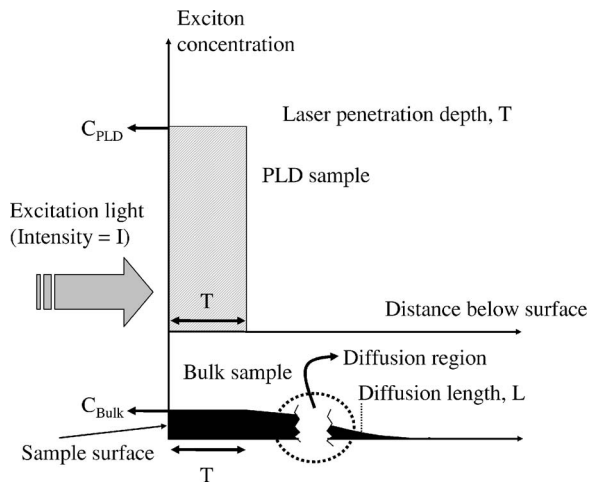 Exciton
concentration
Laser penetration depth, T
C_PLD
PLD sample
Excitation light
(Intensity = I)
T
Distance below surface
Bulk sample
Diffusion region
Diffusion length, L
C_Bulk
Sample surface
T